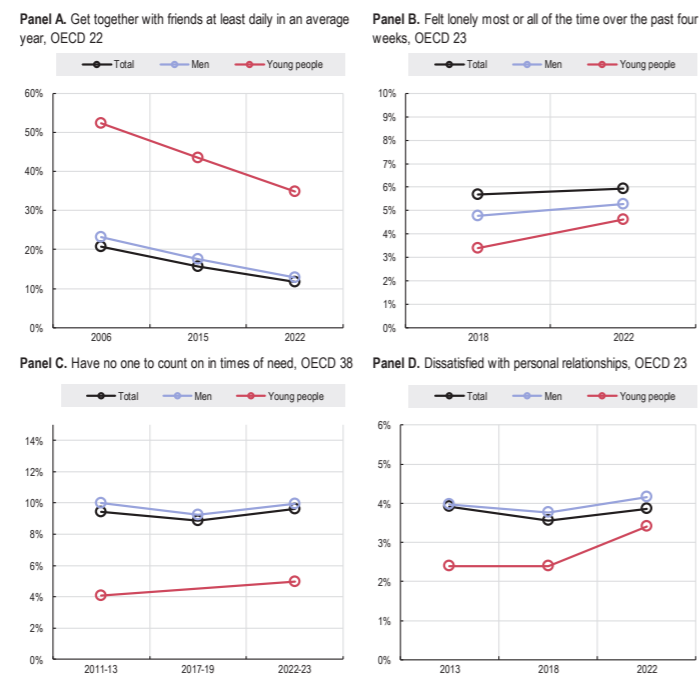 Panel A. Get together with friends at least daily in an average
year, OECD 22
Total Men Young people
60%
50%
40%
30%
20%
10%
0%
2006 2015 2022
Panel B. Felt lonely most or all of the time over the past four
weeks, OECD 23
Total Men Young people
10%
9%
8%
7%
6%
5%
4%
3%
2%
1%
0%
2018 2022
Panel C. Have no one to count on in times of need, OECD 38
Total Men Young people
14%
12%
10%
8%
6%
4%
2%
0%
2011-13 2017-19 2022-23
Panel D. Dissatisfied with personal relationships, OECD 23
Total Men Young people
6%
5%
4%
3%
2%
1%
0%
2013 2018 2022